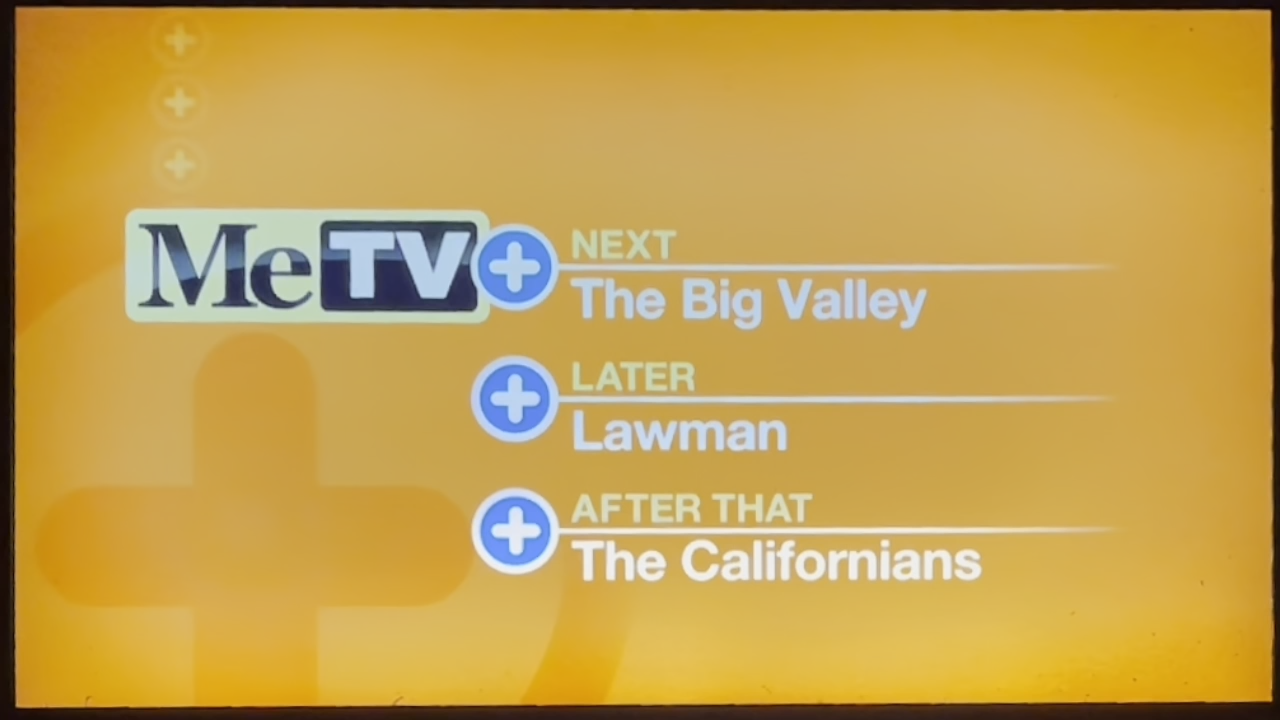 MeTV
NEXT
The Big Valley
LATER
Lawman
AFTER THAT
The Californians